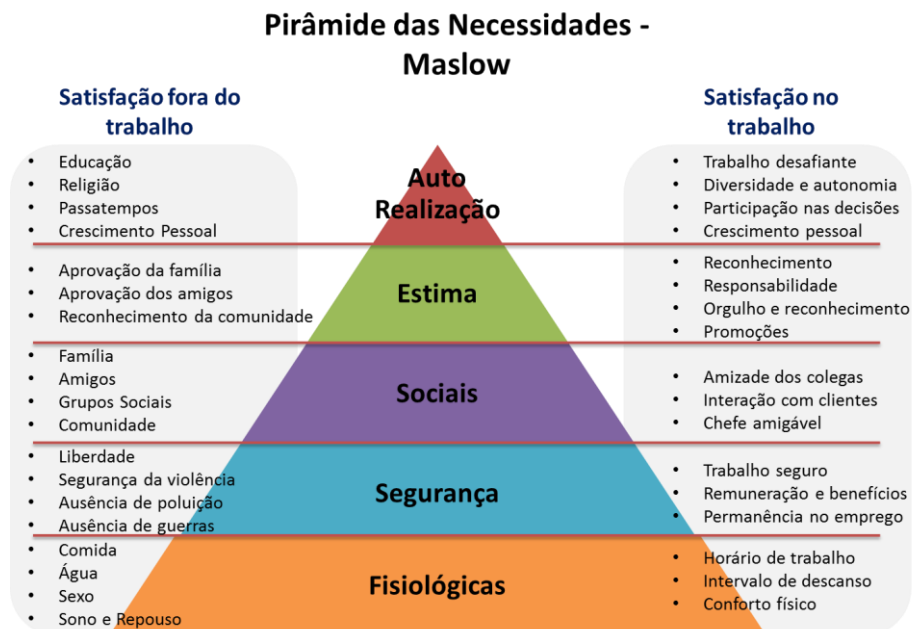 Pirâmide das Necessidades -
Maslow
Satisfação fora do
trabalho
Educação
Religião
Passatempos
Crescimento Pessoal
Aprovação da família
Aprovação dos amigos
Reconhecimento da comunidade
Família
Amigos
Grupos Sociais
Comunidade
Liberdade
Segurança da violência
Ausência de poluição
Ausência de guerras
Comida
Água
Sexo
Sono e Repouso
Auto
Realização
Estima
Sociais
Segurança
Fisiológicas
Satisfação no
trabalho
Trabalho desafiante
Diversidade e autonomia
Participação nas decisões
Crescimento pessoal
Reconhecimento
Responsabilidade
Orgulho e reconhecimento
Promoções
Amizade dos colegas
Interação com clientes
Chefe amigável
Trabalho seguro
Remuneração e benefícios
Permanência no emprego
Horário de trabalho
Intervalo de descanso
Conforto físico